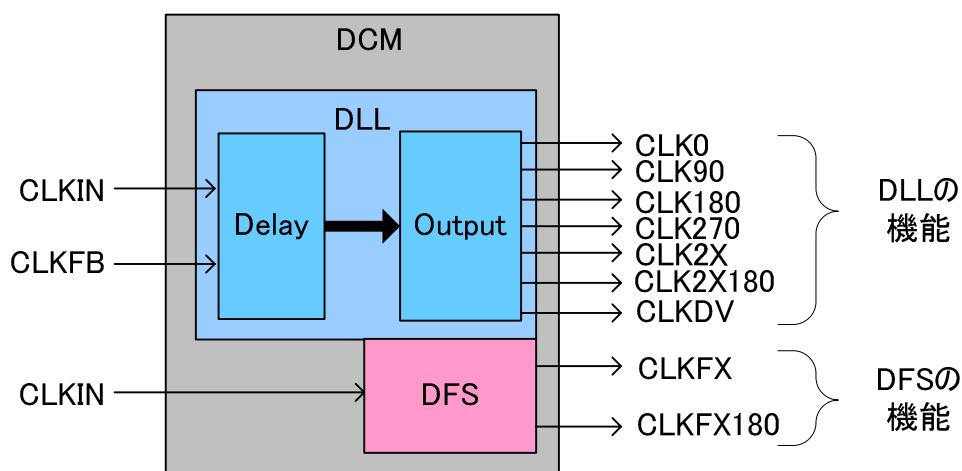 DCM
DLL
CLKIN
CLKFB
Delay
Output
CLK0
CLK90
CLK180
CLK270
CLK2X
CLK2X180
CLKDV
DLLの
機能
CLKIN
DFS
CLKFX
CLKFX180
DFSの
機能